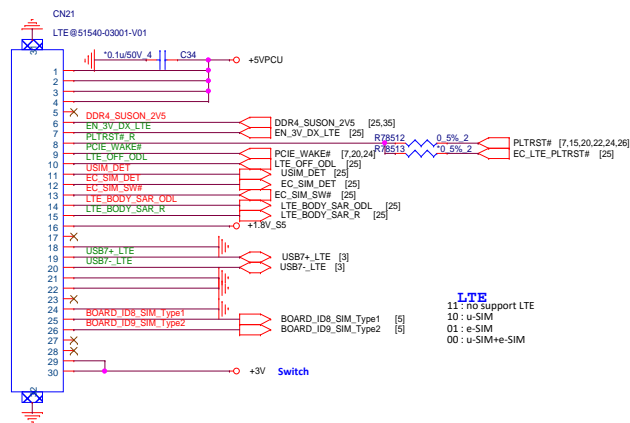 CN21
LTE@51540-03001-V01
*0.1u/50V_4 C34 +5VPCU
1
2
3
4
5
6 DDR4_SUSON_2V5 DDR4_SUSON_2V5 [25,35]
7 EN_3V_DX_LTE EN_3V_DX_LTE [25]
8 PLTRST#_R R78512 0_5%_2 PLTRST# [7,15,20,22,24,26]
9 PCIE_WAKE# PCIE_WAKE# [7,20,24] R78513 *0_5%_2 EC_LTE_PLTRST# [25]
10 LTE_OFF_ODL LTE_OFF_ODL [25]
11 USIM_DET USIM_DET [25]
12 EC_SIM_DET EC_SIM_DET [25]
13 EC_SIM_SW# EC_SIM_SW# [25]
14 LTE_BODY_SAR_ODL LTE_BODY_SAR_ODL [25]
15 LTE_BODY_SAR_R LTE_BODY_SAR_R [25]
16 +1.8V_S5
17
18
19 USB7+_LTE USB7+_LTE [3]
20 USB7-_LTE USB7-_LTE [3]
21
22
23
24
25 BOARD_ID8_SIM_Type1 BOARD_ID8_SIM_Type1 [5]
26 BOARD_ID9_SIM_Type2 BOARD_ID9_SIM_Type2 [5]
27
28
29
30 +3V Switch
LTE
11 : no support LTE
10 : u-SIM
01 : e-SIM
00 : u-SIM+e-SIM